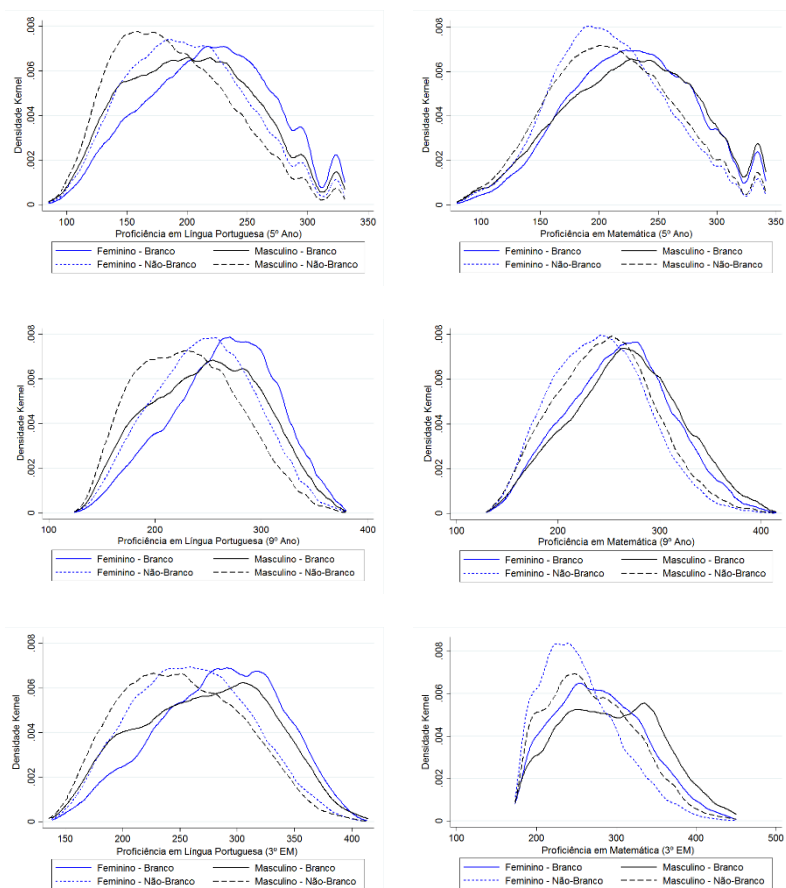 .008
.006
.004
.002
0
Densidade Kernel
100 150 200 250 300 350
Proficiência em Língua Portuguesa (5º Ano)
Feminino - Branco Masculino - Branco
Feminino - Não-Branco Masculino - Não-Branco
.008
.006
.004
.002
0
Densidade Kernel
100 150 200 250 300 350
Proficiência em Matemática (5º Ano)
Feminino - Branco Masculino - Branco
Feminino - Não-Branco Masculino - Não-Branco
.008
.006
.004
.002
0
Densidade Kernel
100 200 300 400
Proficiência em Língua Portuguesa (9º Ano)
Feminino - Branco Masculino - Branco
Feminino - Não-Branco Masculino - Não-Branco
.008
.006
.004
.002
0
Densidade Kernel
100 200 300 400
Proficiência em Matemática (9º Ano)
Feminino - Branco Masculino - Branco
Feminino - Não-Branco Masculino - Não-Branco
.008
.006
.004
.002
0
Densidade Kernel
150 200 250 300 350 400
Proficiência em Língua Portuguesa (3º EM)
Feminino - Branco Masculino - Branco
Feminino - Não-Branco Masculino - Não-Branco
.008
.006
.004
.002
0
Densidade Kernel
100 200 300 400 500
Proficiência em Matemática (3º EM)
Feminino - Branco Masculino - Branco
Feminino - Não-Branco Masculino - Não-Branco